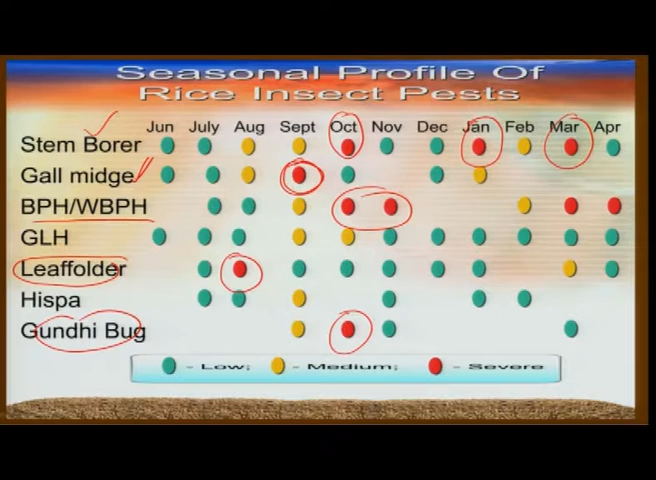 Seasonal Profile Of
Rice Insect Pests
Jun July Aug Sept Oct Nov Dec Jan Feb Mar Apr
Stem Borer
Gall midge
BPH/WBPH
GLH
Leaffolder
Hispa
Gundhi Bug
- Low; - Medium; - Severe